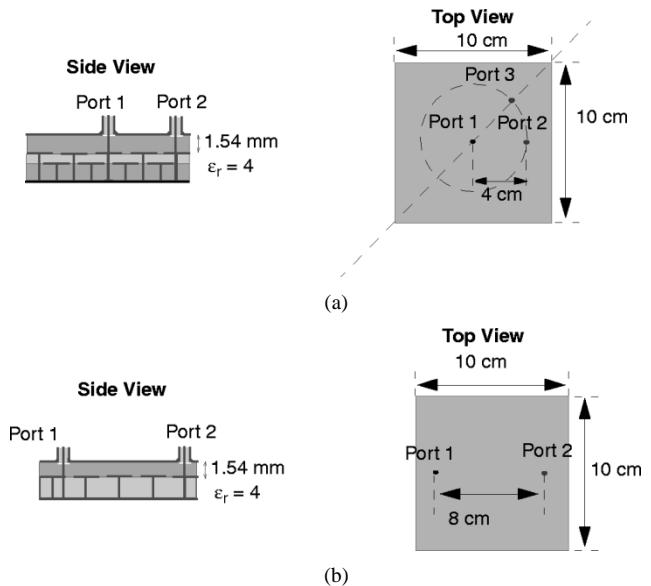 Top View
10 cm
Side View
Port 1 Port 2
1.54 mm
εr = 4
Port 3
Port 1 Port 2
4 cm
10 cm
(a)
Top View
10 cm
Side View
Port 1 Port 2
1.54 mm
εr = 4
Port 1 Port 2
8 cm
10 cm
(b)